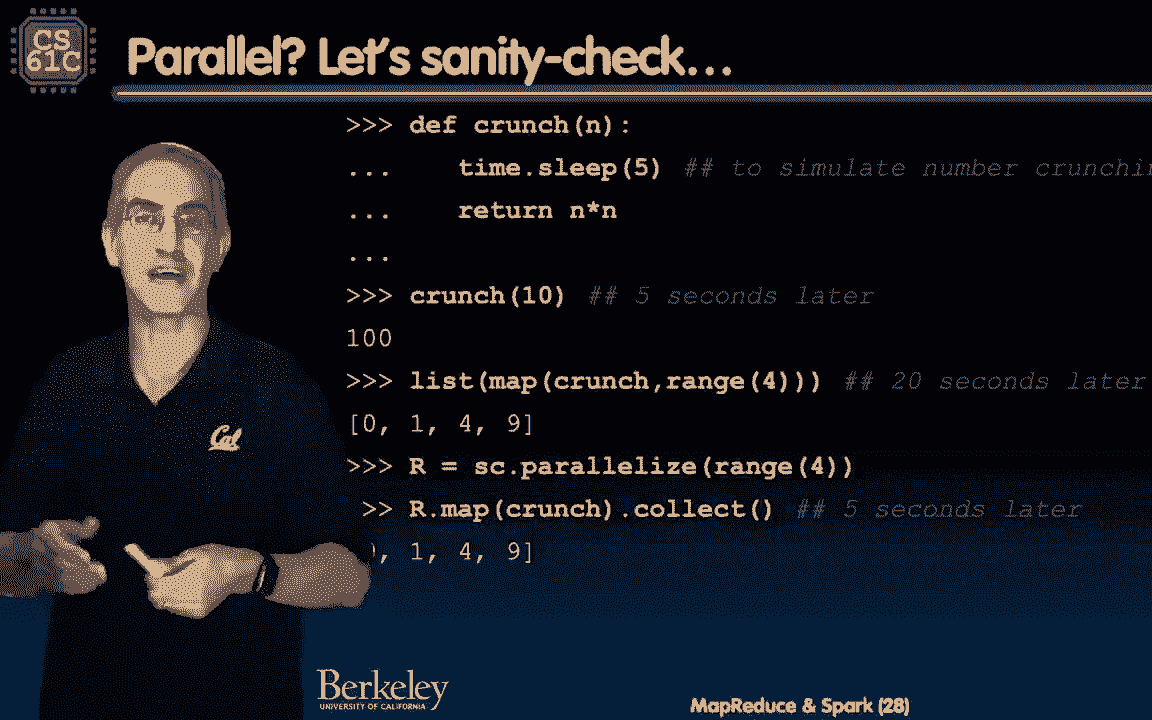 CS
61C
Parallel? Let's sanity-check...
>>> def crunch(n):
... time.sleep(5) ## to simulate number
... return n*n
...
>>> crunch(10) ## 5 seconds later
100
>>> list(map(crunch,range(4))) ## 20 seconds later
[0, 1, 4, 9]
>>> R = sc.parallelize(range(4))
>> R.map(crunch).collect() ## 5 seconds later
, 1, 4, 9]
Cal
Berkeley
UNIVERSITY OF CALIFORNIA
MapReduce & Spark (28)